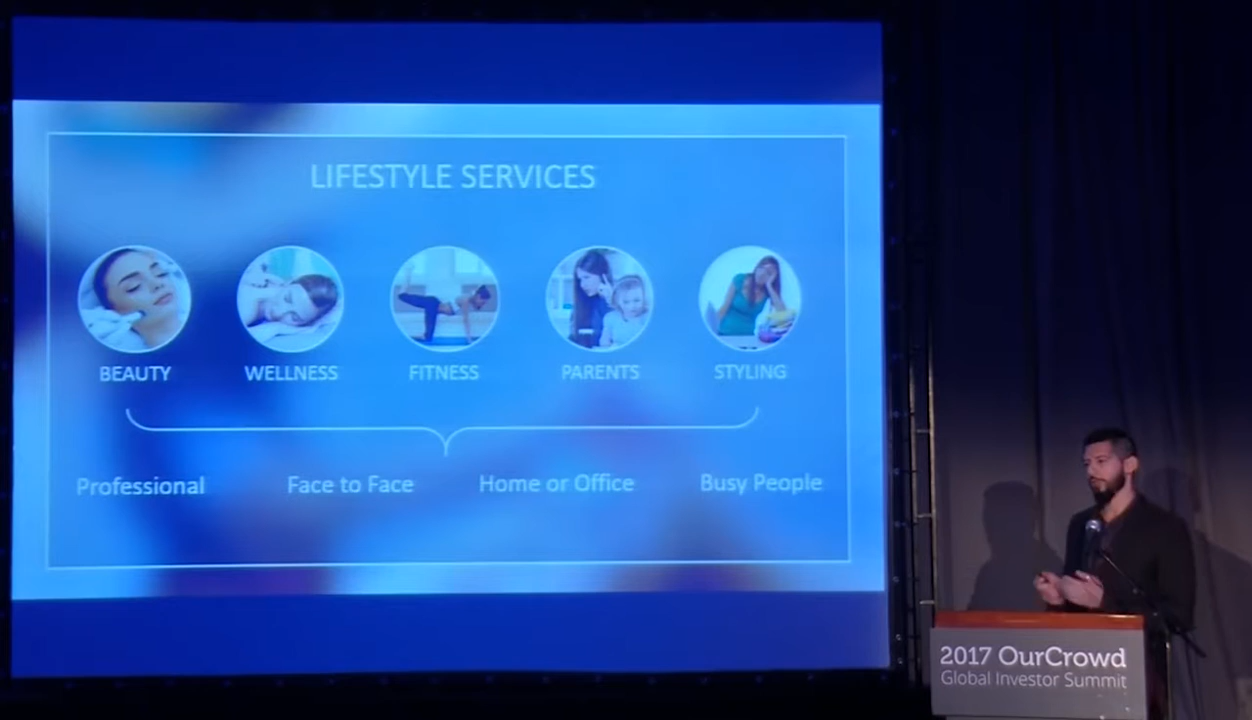 LIFESTYLE SERVICES
BEAUTY WELLNESS FITNESS PARENTS STYLING
Professional Face to Face Home or Office Busy People
2017 OurCrowd
Global Investor Summit